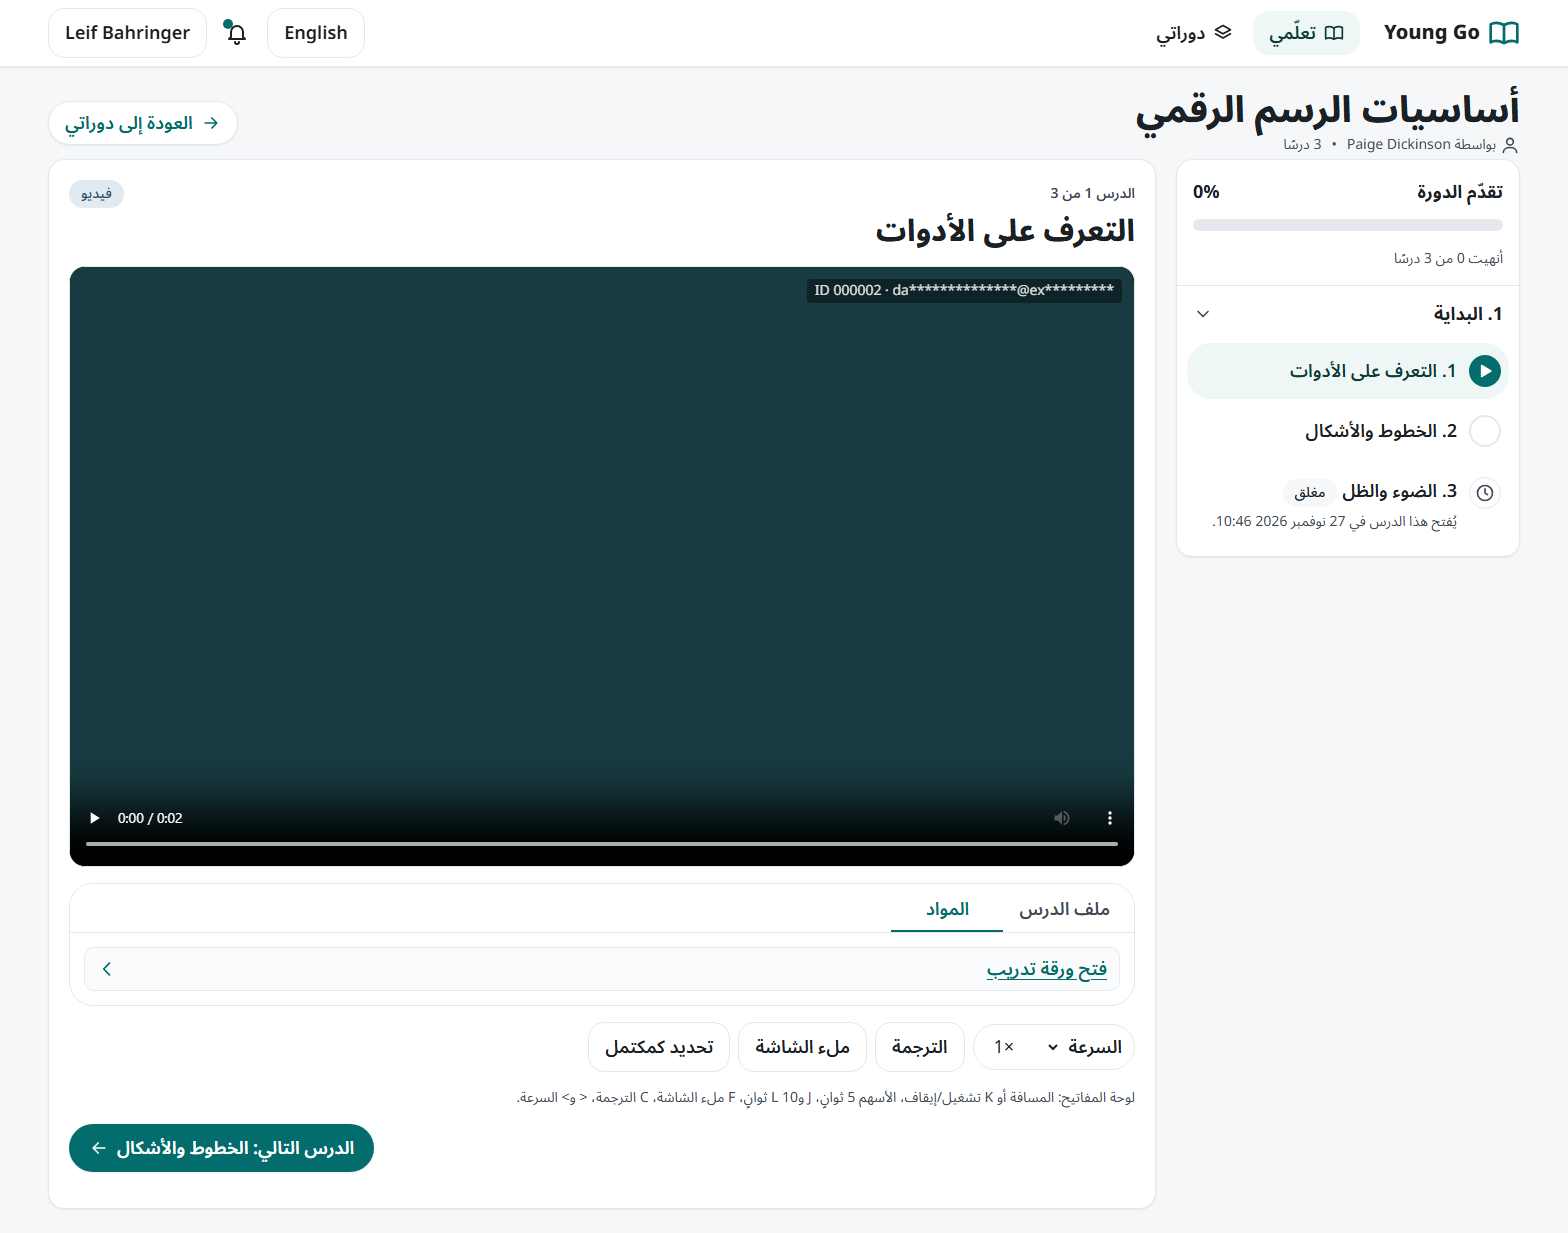 Young Go
تعلّمي
دوراتي
English
Leif Bahringer
أساسيات الرسم الرقمي
بواسطة Paige Dickinson • 3 درسًا
العودة إلى دوراتي
تقدّم الدورة
0%
أنهيت 0 من 3 درسًا
1. البداية
1. التعرف على الأدوات
2. الخطوط والأشكال
3. الضوء والظل مغلق
يُفتح هذا الدرس في 27 نوفمبر 2026 10:46.
الدرس 1 من 3
فيديو
التعرف على الأدوات
ID 000002 · da**************@ex*********
0:00 / 0:02
ملف الدرس
المواد
فتح ورقة تدريب
السرعة 1×
الترجمة
ملء الشاشة
تحديد كمكتمل
لوحة المفاتيح: المسافة أو K تشغيل/إيقاف، الأسهم 5 ثوانٍ، J وL 10 ثوانٍ، F ملء الشاشة، C الترجمة، < و> السرعة.
الدرس التالي: الخطوط والأشكال